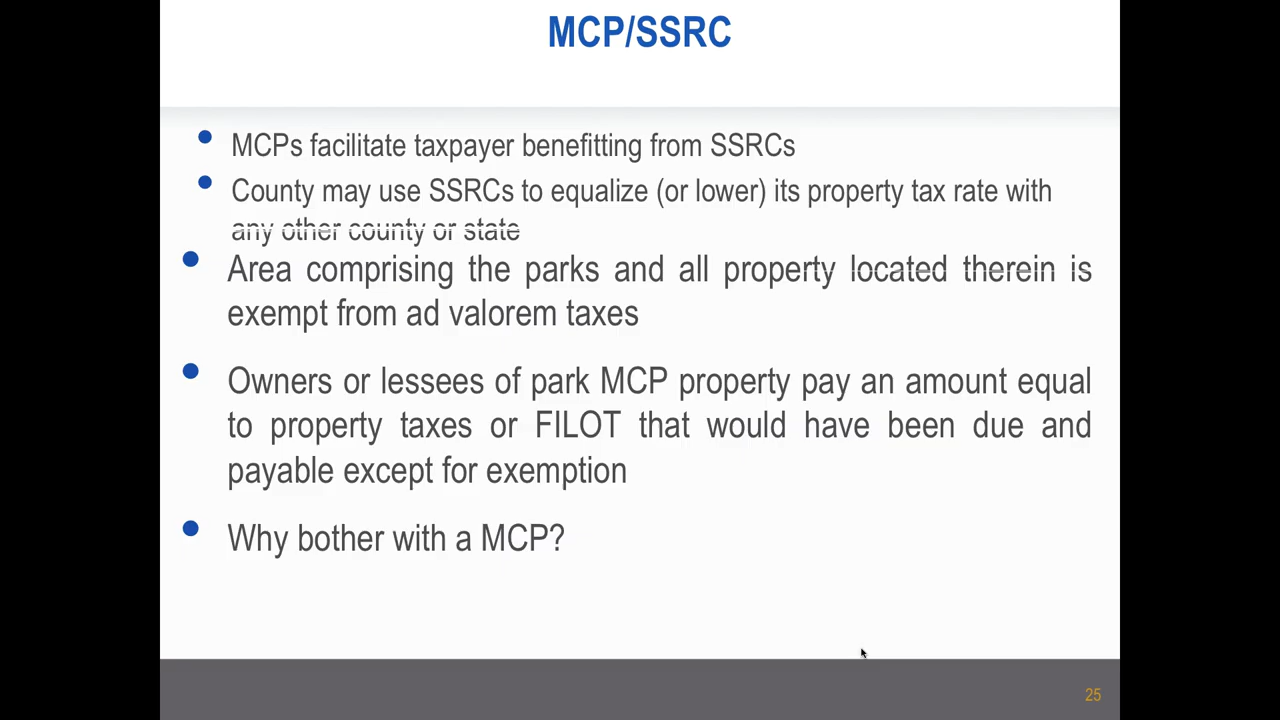 MCP/SSRC
• MCPs facilitate taxpayer benefitting from SSRCs
• County may use SSRCs to equalize (or lower) its property tax rate with
any other county or state
• Area comprising the parks and all property located therein is
exempt from ad valorem taxes
• Owners or lessees of park MCP property pay an amount equal
to property taxes or FILOT that would have been due and
payable except for exemption
• Why bother with a MCP?
25